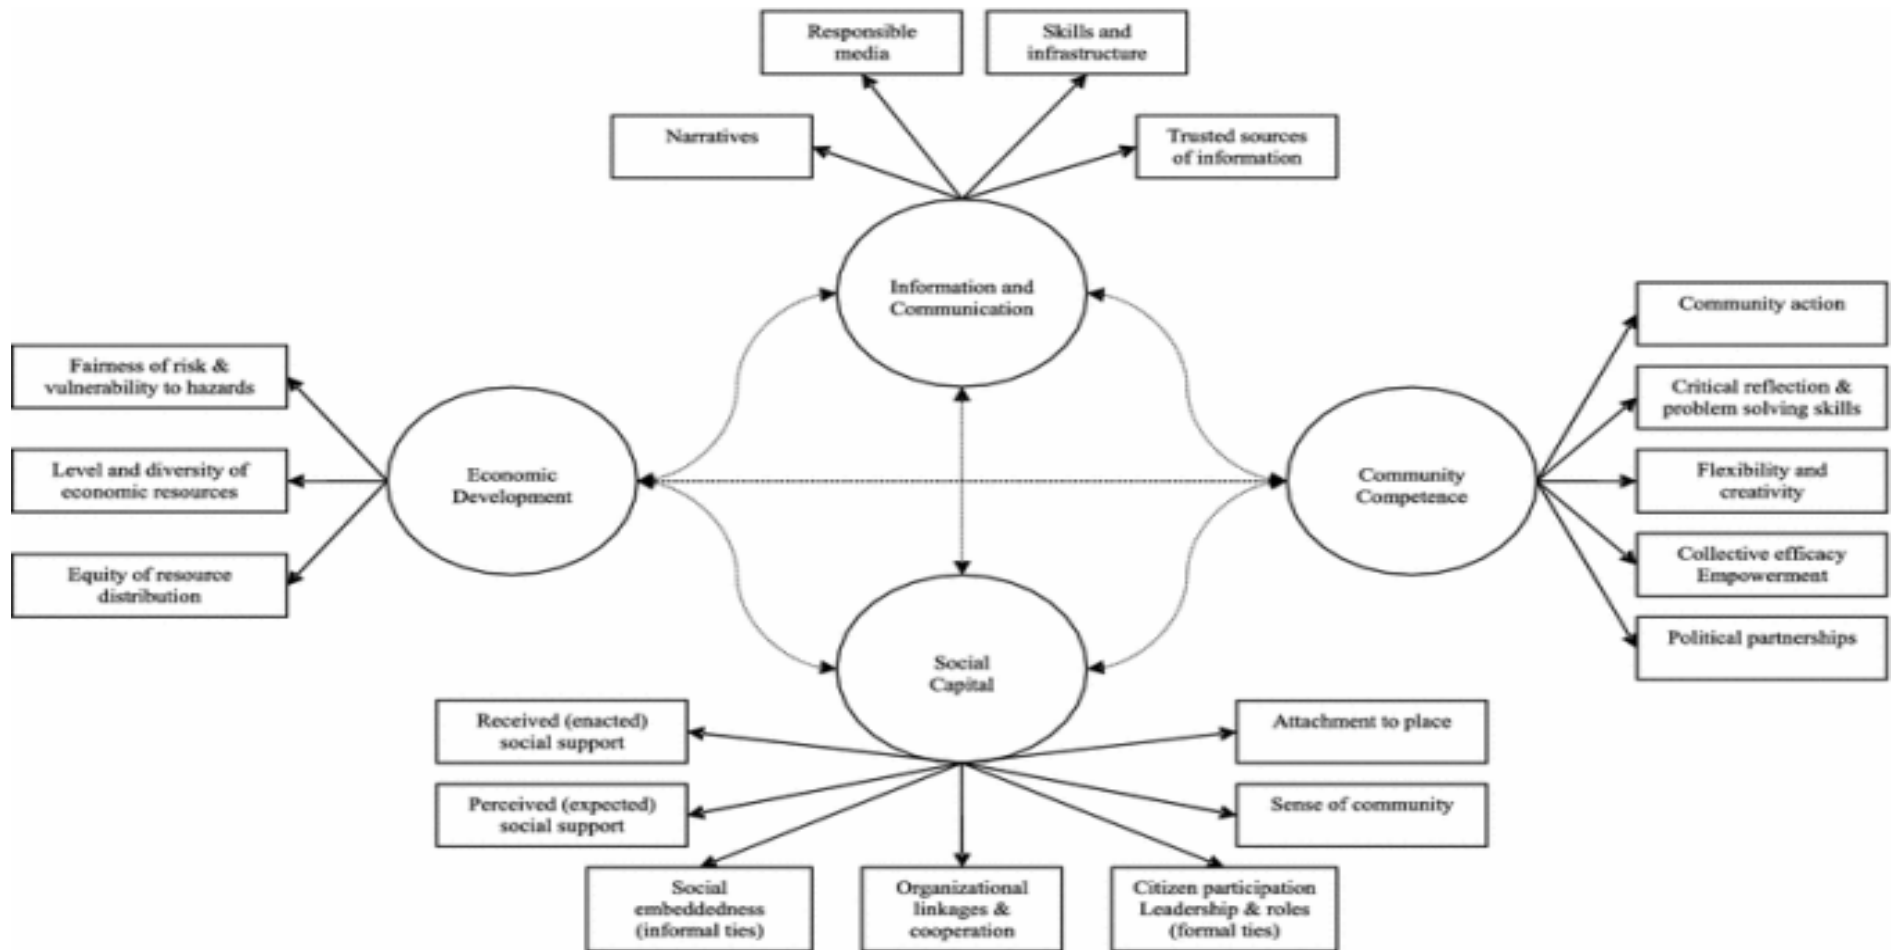 Responsible
media
Skills and
infrastructure
Narratives
Trusted sources
of information
Information and
Communication
Fairness of risk &
vulnerability to hazards
Level and diversity of
economic resources
Equity of resource
distribution
Economic
Development
Community
Competence
Community action
Critical reflection &
problem solving skills
Flexibility and
creativity
Collective efficacy
Empowerment
Political partnerships
Social
Capital
Received (enacted)
social support
Perceived (expected)
social support
Social
embeddedness
(informal ties)
Organizational
linkages &
cooperation
Citizen participation
Leadership & roles
(formal ties)
Attachment to place
Sense of community